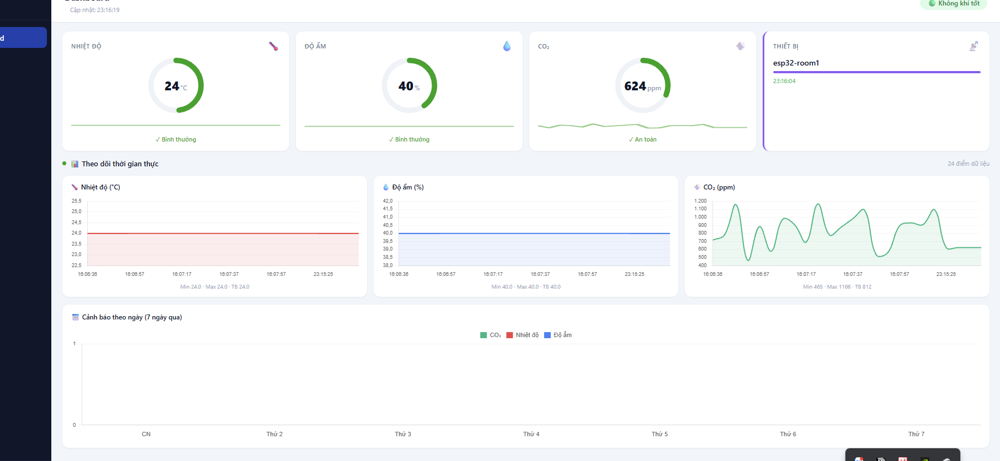 Cập nhật: 23:16:19
Không khí tốt
d
NHIỆT ĐỘ
24 °C
✓ Bình thường
ĐỘ ẨM
40 %
✓ Bình thường
CO₂
624 ppm
✓ An toàn
THIẾT BỊ
esp32-room1
23:16:04
Theo dõi thời gian thực
24 điểm dữ liệu
Nhiệt độ (°C)
25,5
25,0
24,5
24,0
23,5
23,0
22,5
16:06:36 16:06:57 16:07:17 16:07:37 16:07:57 23:15:25
Min 24.0 · Max 24.0 · TB 24.0
Độ ẩm (%)
42,0
41,5
41,0
40,5
40,0
39,5
39,0
38,5
38,0
16:06:36 16:06:57 16:07:17 16:07:37 16:07:57 23:15:25
Min 40.0 · Max 40.0 · TB 40.0
CO₂ (ppm)
1.200
1.100
1.000
900
800
700
600
500
400
16:06:36 16:06:57 16:07:17 16:07:37 16:07:57 23:15:25
Min 465 · Max 1166 · TB 812
Cảnh báo theo ngày (7 ngày qua)
CO₂ Nhiệt độ Độ ẩm
1
0
CN Thứ 2 Thứ 3 Thứ 4 Thứ 5 Thứ 6 Thứ 7